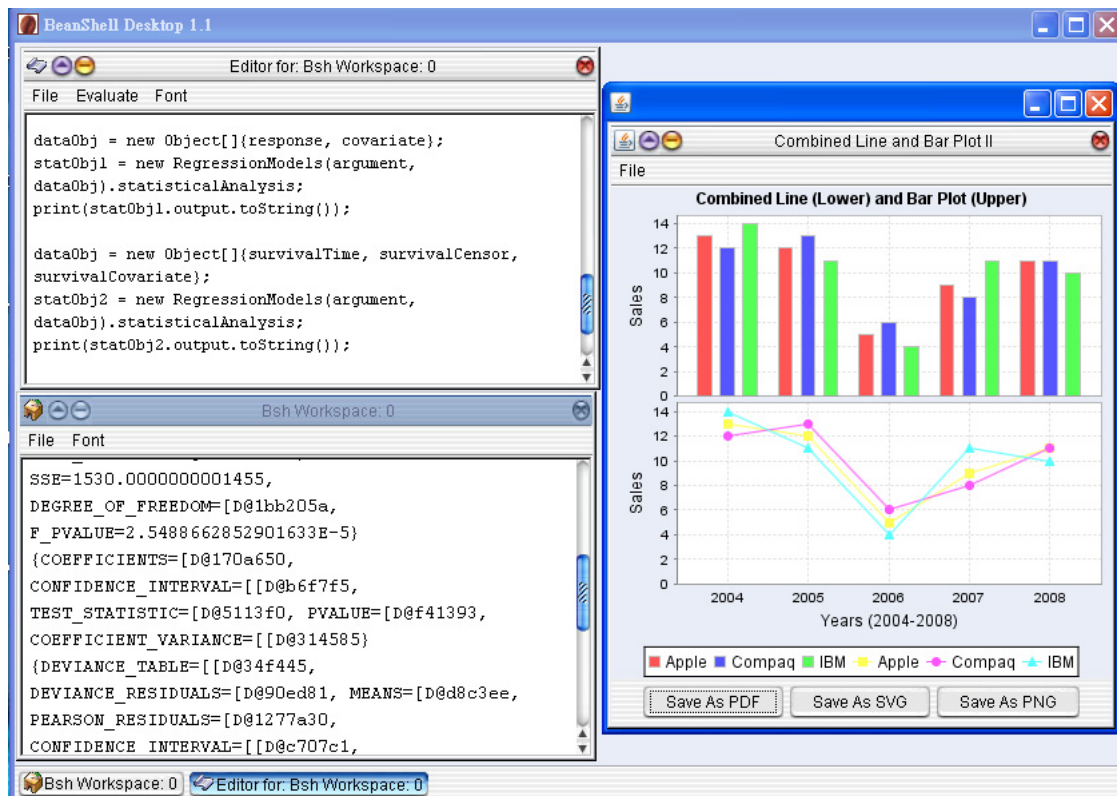 BeanShell Desktop 1.1
Editor for: Bsh Workspace: 0
File Evaluate Font
dataObj = new Object[]{response, covariate};
statObj1 = new RegressionModels(argument,
dataObj).statisticalAnalysis;
print(statObj1.output.toString());
dataObj = new Object[]{survivalTime, survivalCensor,
survivalCovariate};
statObj2 = new RegressionModels(argument,
dataObj).statisticalAnalysis;
print(statObj2.output.toString());
Bsh Workspace: 0
File Font
SSE=1530.0000000001455,
DEGREE_OF_FREEDOM=[D@1bb205a,
F_PVALUE=2.5488662852901633E-5}
{COEFFICIENTS=[D@170a650,
CONFIDENCE_INTERVAL=[[D@b6f7f5,
TEST_STATISTIC=[D@5113f0, PVALUE=[D@f41393,
COEFFICIENT_VARIANCE=[[D@314585}
{DEVIANCE_TABLE=[[D@34f445,
DEVIANCE_RESIDUALS=[D@90ed81, MEANS=[D@d8c3ee,
PEARSON_RESIDUALS=[D@1277a30,
CONFIDENCE_INTERVAL=[[D@c707c1,
Bsh Workspace: 0
Editor for: Bsh Workspace: 0
Combined Line and Bar Plot II
File
Combined Line (Lower) and Bar Plot (Upper)
Sales
14
12
10
8
6
4
2
0
Sales
14
12
10
8
6
4
2
0
2004 2005 2006 2007 2008
Years (2004-2008)
Apple Compaq IBM Apple Compaq IBM
Save As PDF Save As SVG Save As PNG